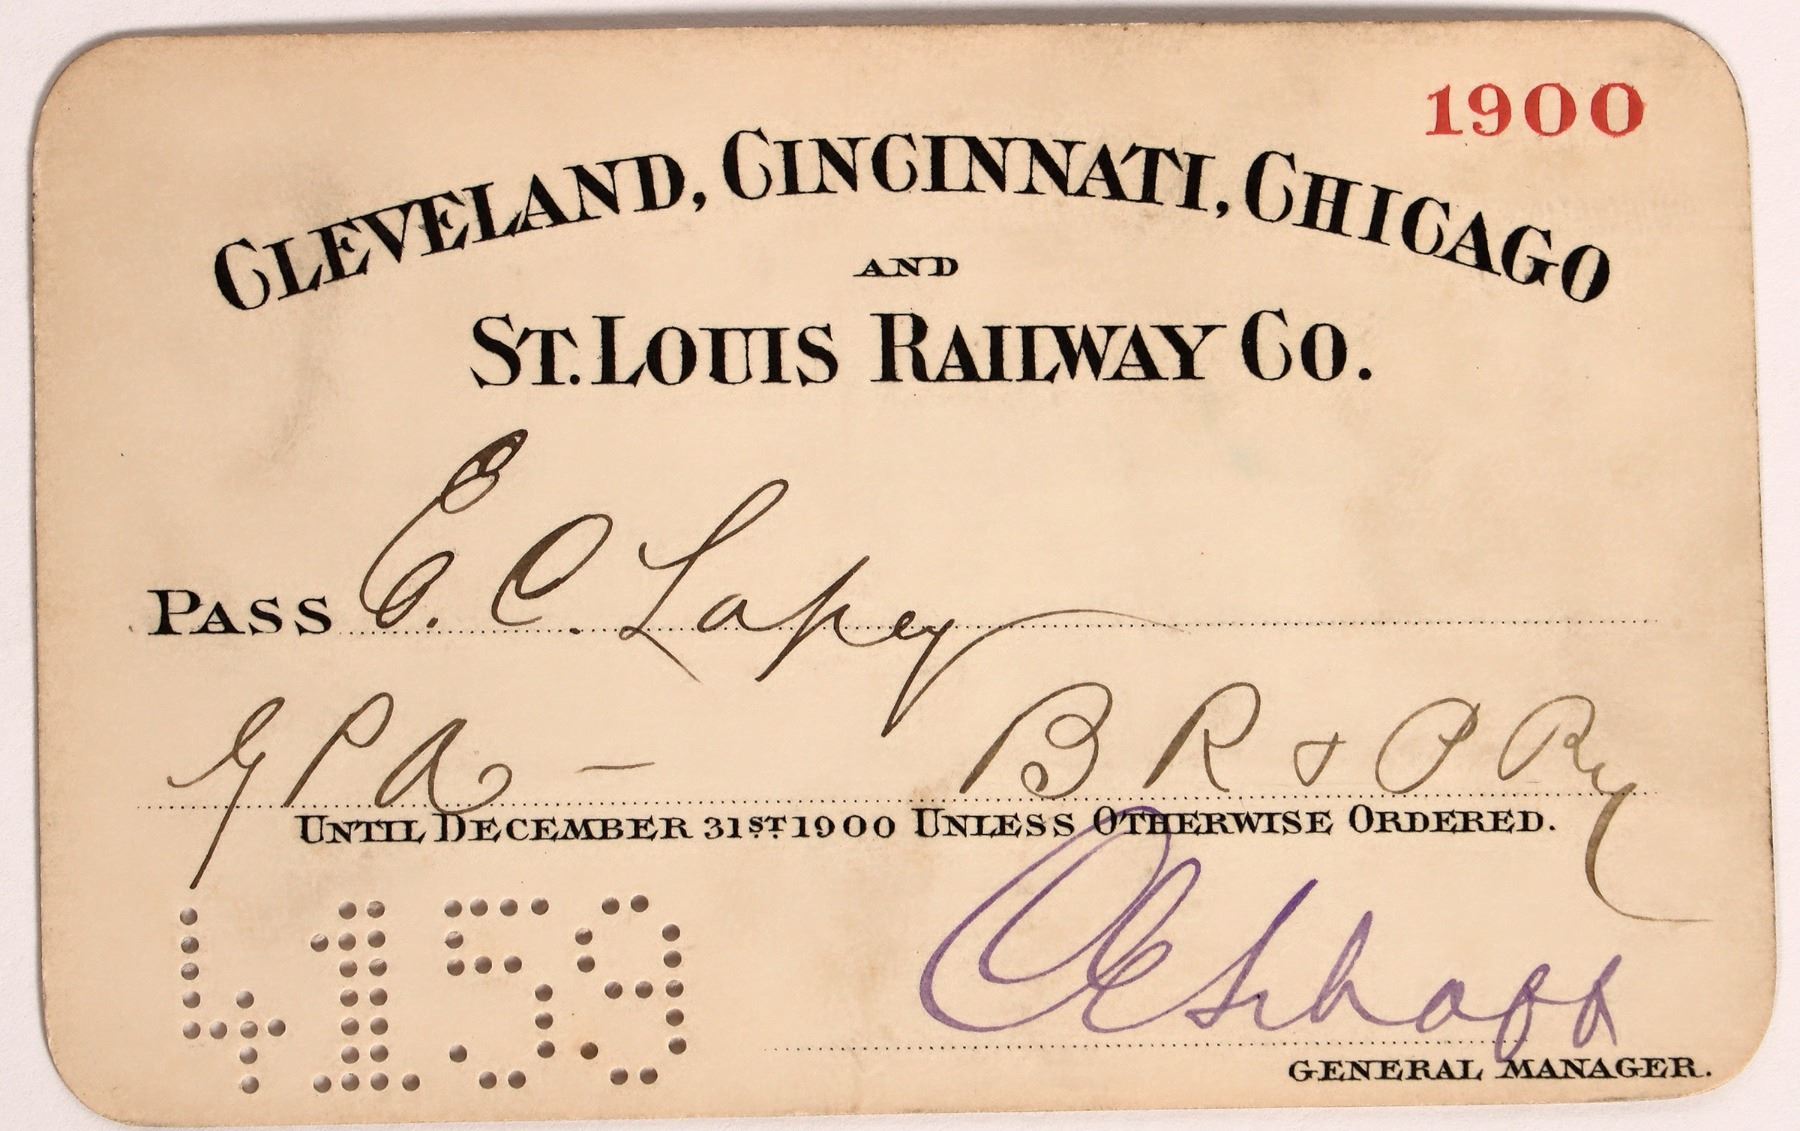 1900
CLEVELAND, CINCINNATI, CHICAGO
AND
ST. LOUIS RAILWAY CO.
PASS E. C. Lapey
G P A — B R & P Ry
UNTIL DECEMBER 31ST 1900 UNLESS OTHERWISE ORDERED.
4159
C E Schaff
GENERAL MANAGER.